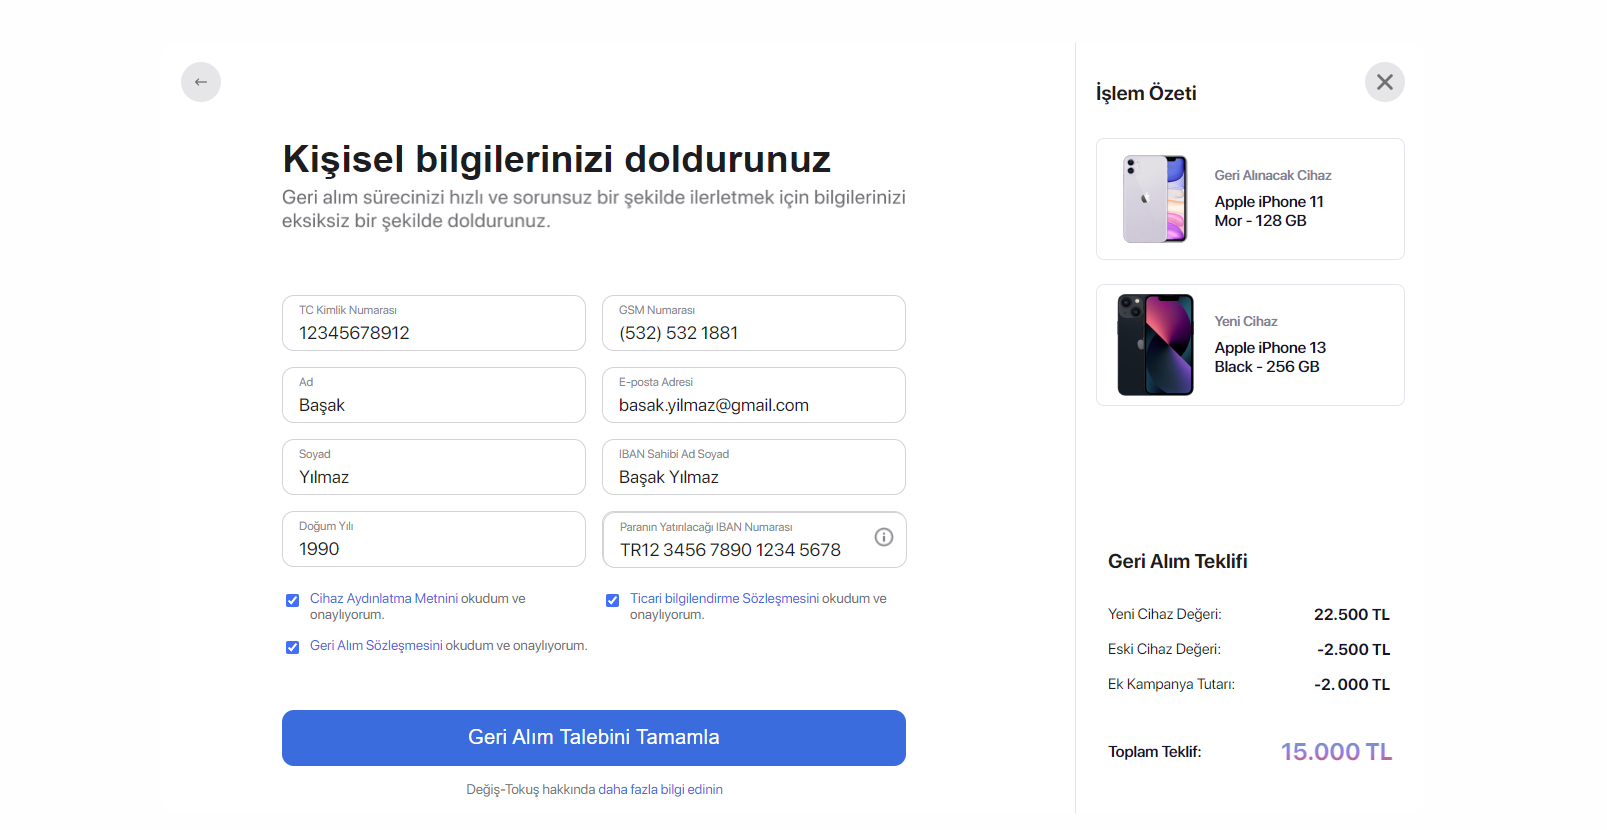 Kişisel bilgilerinizi doldurunuz
Geri alım sürecinizi hızlı ve sorunsuz bir şekilde ilerletmek için bilgilerinizi
eksiksiz bir şekilde doldurunuz.
TC Kimlik Numarası
12345678912
GSM Numarası
(532) 532 1881
Ad
Başak
E-posta Adresi
basak.yilmaz@gmail.com
Soyad
Yılmaz
IBAN Sahibi Ad Soyad
Başak Yılmaz
Doğum Yılı
1990
Paranın Yatırılacağı IBAN Numarası
TR12 3456 7890 1234 5678
Cihaz Aydınlatma Metnini okudum ve
onaylıyorum.
Ticari bilgilendirme Sözleşmesini okudum ve
onaylıyorum.
Geri Alım Sözleşmesini okudum ve onaylıyorum.
Geri Alım Talebini Tamamla
Değiş-Tokuş hakkında daha fazla bilgi edinin
İşlem Özeti
Geri Alınacak Cihaz
Apple iPhone 11
Mor - 128 GB
Yeni Cihaz
Apple iPhone 13
Black - 256 GB
Geri Alım Teklifi
Yeni Cihaz Değeri: 22.500 TL
Eski Cihaz Değeri: -2.500 TL
Ek Kampanya Tutarı: -2.000 TL
Toplam Teklif: 15.000 TL